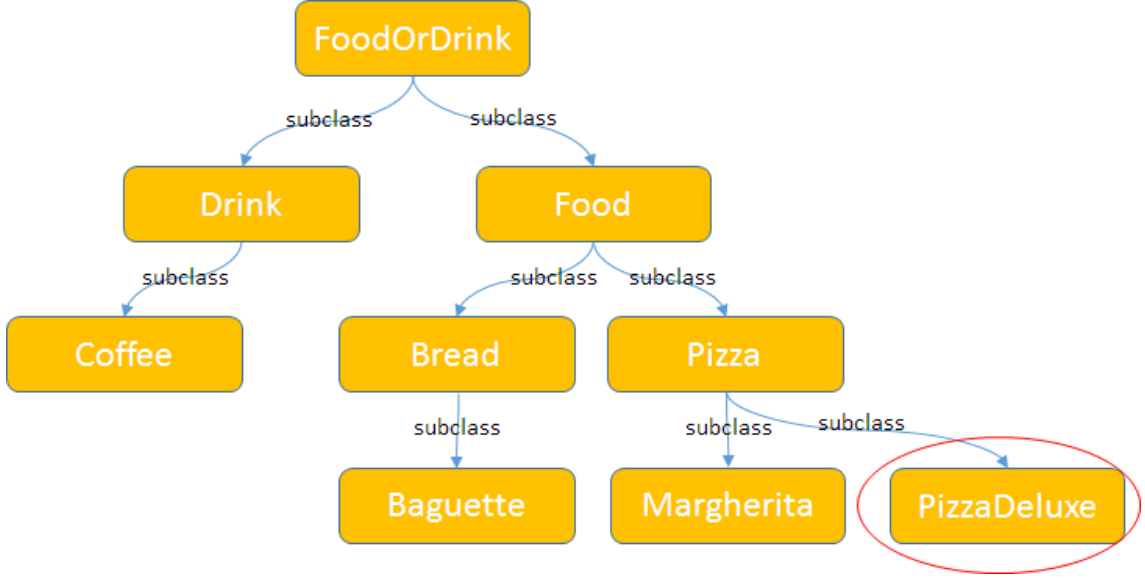 FoodOrDrink
subclass
subclass
Drink
Food
subclass
subclass
subclass
Coffee
Bread
Pizza
subclass
subclass
subclass
Baguette
Margherita
PizzaDeluxe